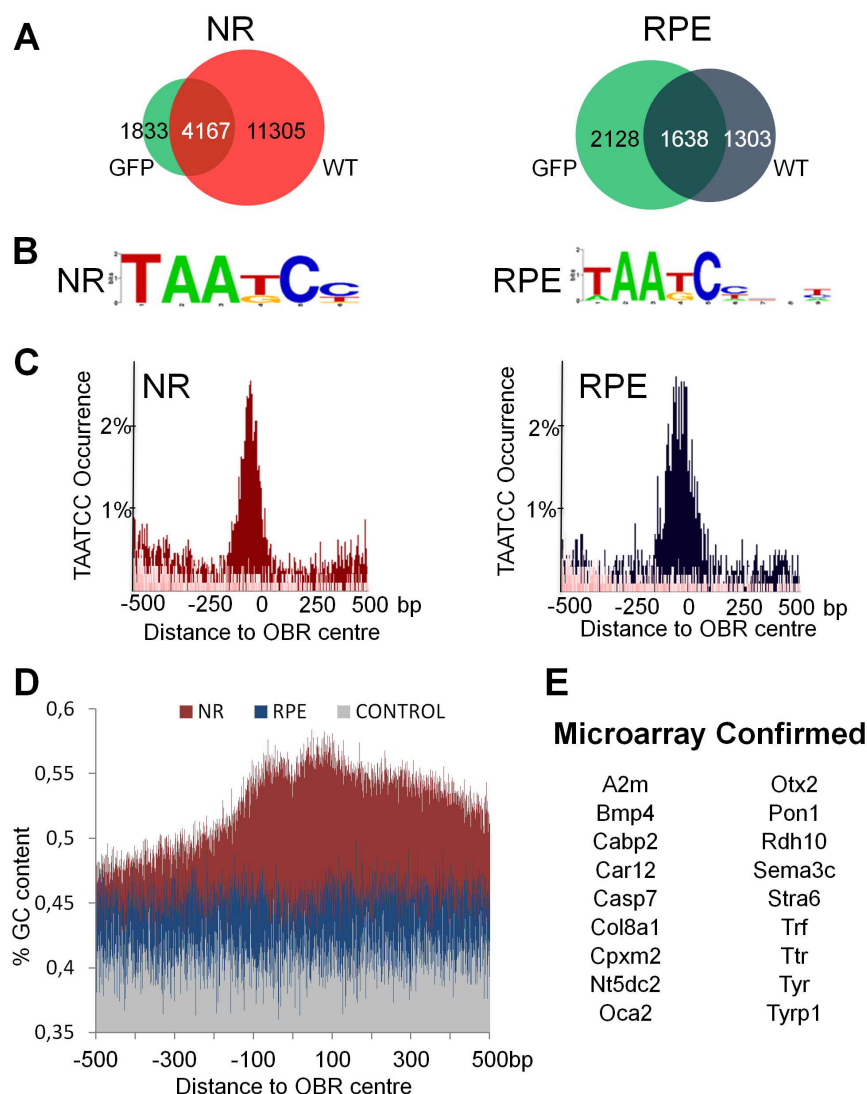 A
NR
RPE
1833 4167 11305
GFP
WT
2128 1638 1303
GFP
WT
B
NR
TAATCC
RPE
TAATC
C
TAATCC Occurrence
NR
2%
1%
-500 -250 0 250 500 bp
Distance to OBR centre
TAATCC Occurrence
RPE
2%
1%
-500 -250 0 250 500 bp
Distance to OBR centre
D
% GC content
NR RPE CONTROL
0,6
0,55
0,5
0,45
0,4
0,35
-500 -300 -100 100 300 500bp
Distance to OBR centre
E
Microarray Confirmed
A2m Otx2
Bmp4 Pon1
Cabp2 Rdh10
Car12 Sema3c
Casp7 Stra6
Col8a1 Trf
Cpxm2 Ttr
Nt5dc2 Tyr
Oca2 Tyrp1